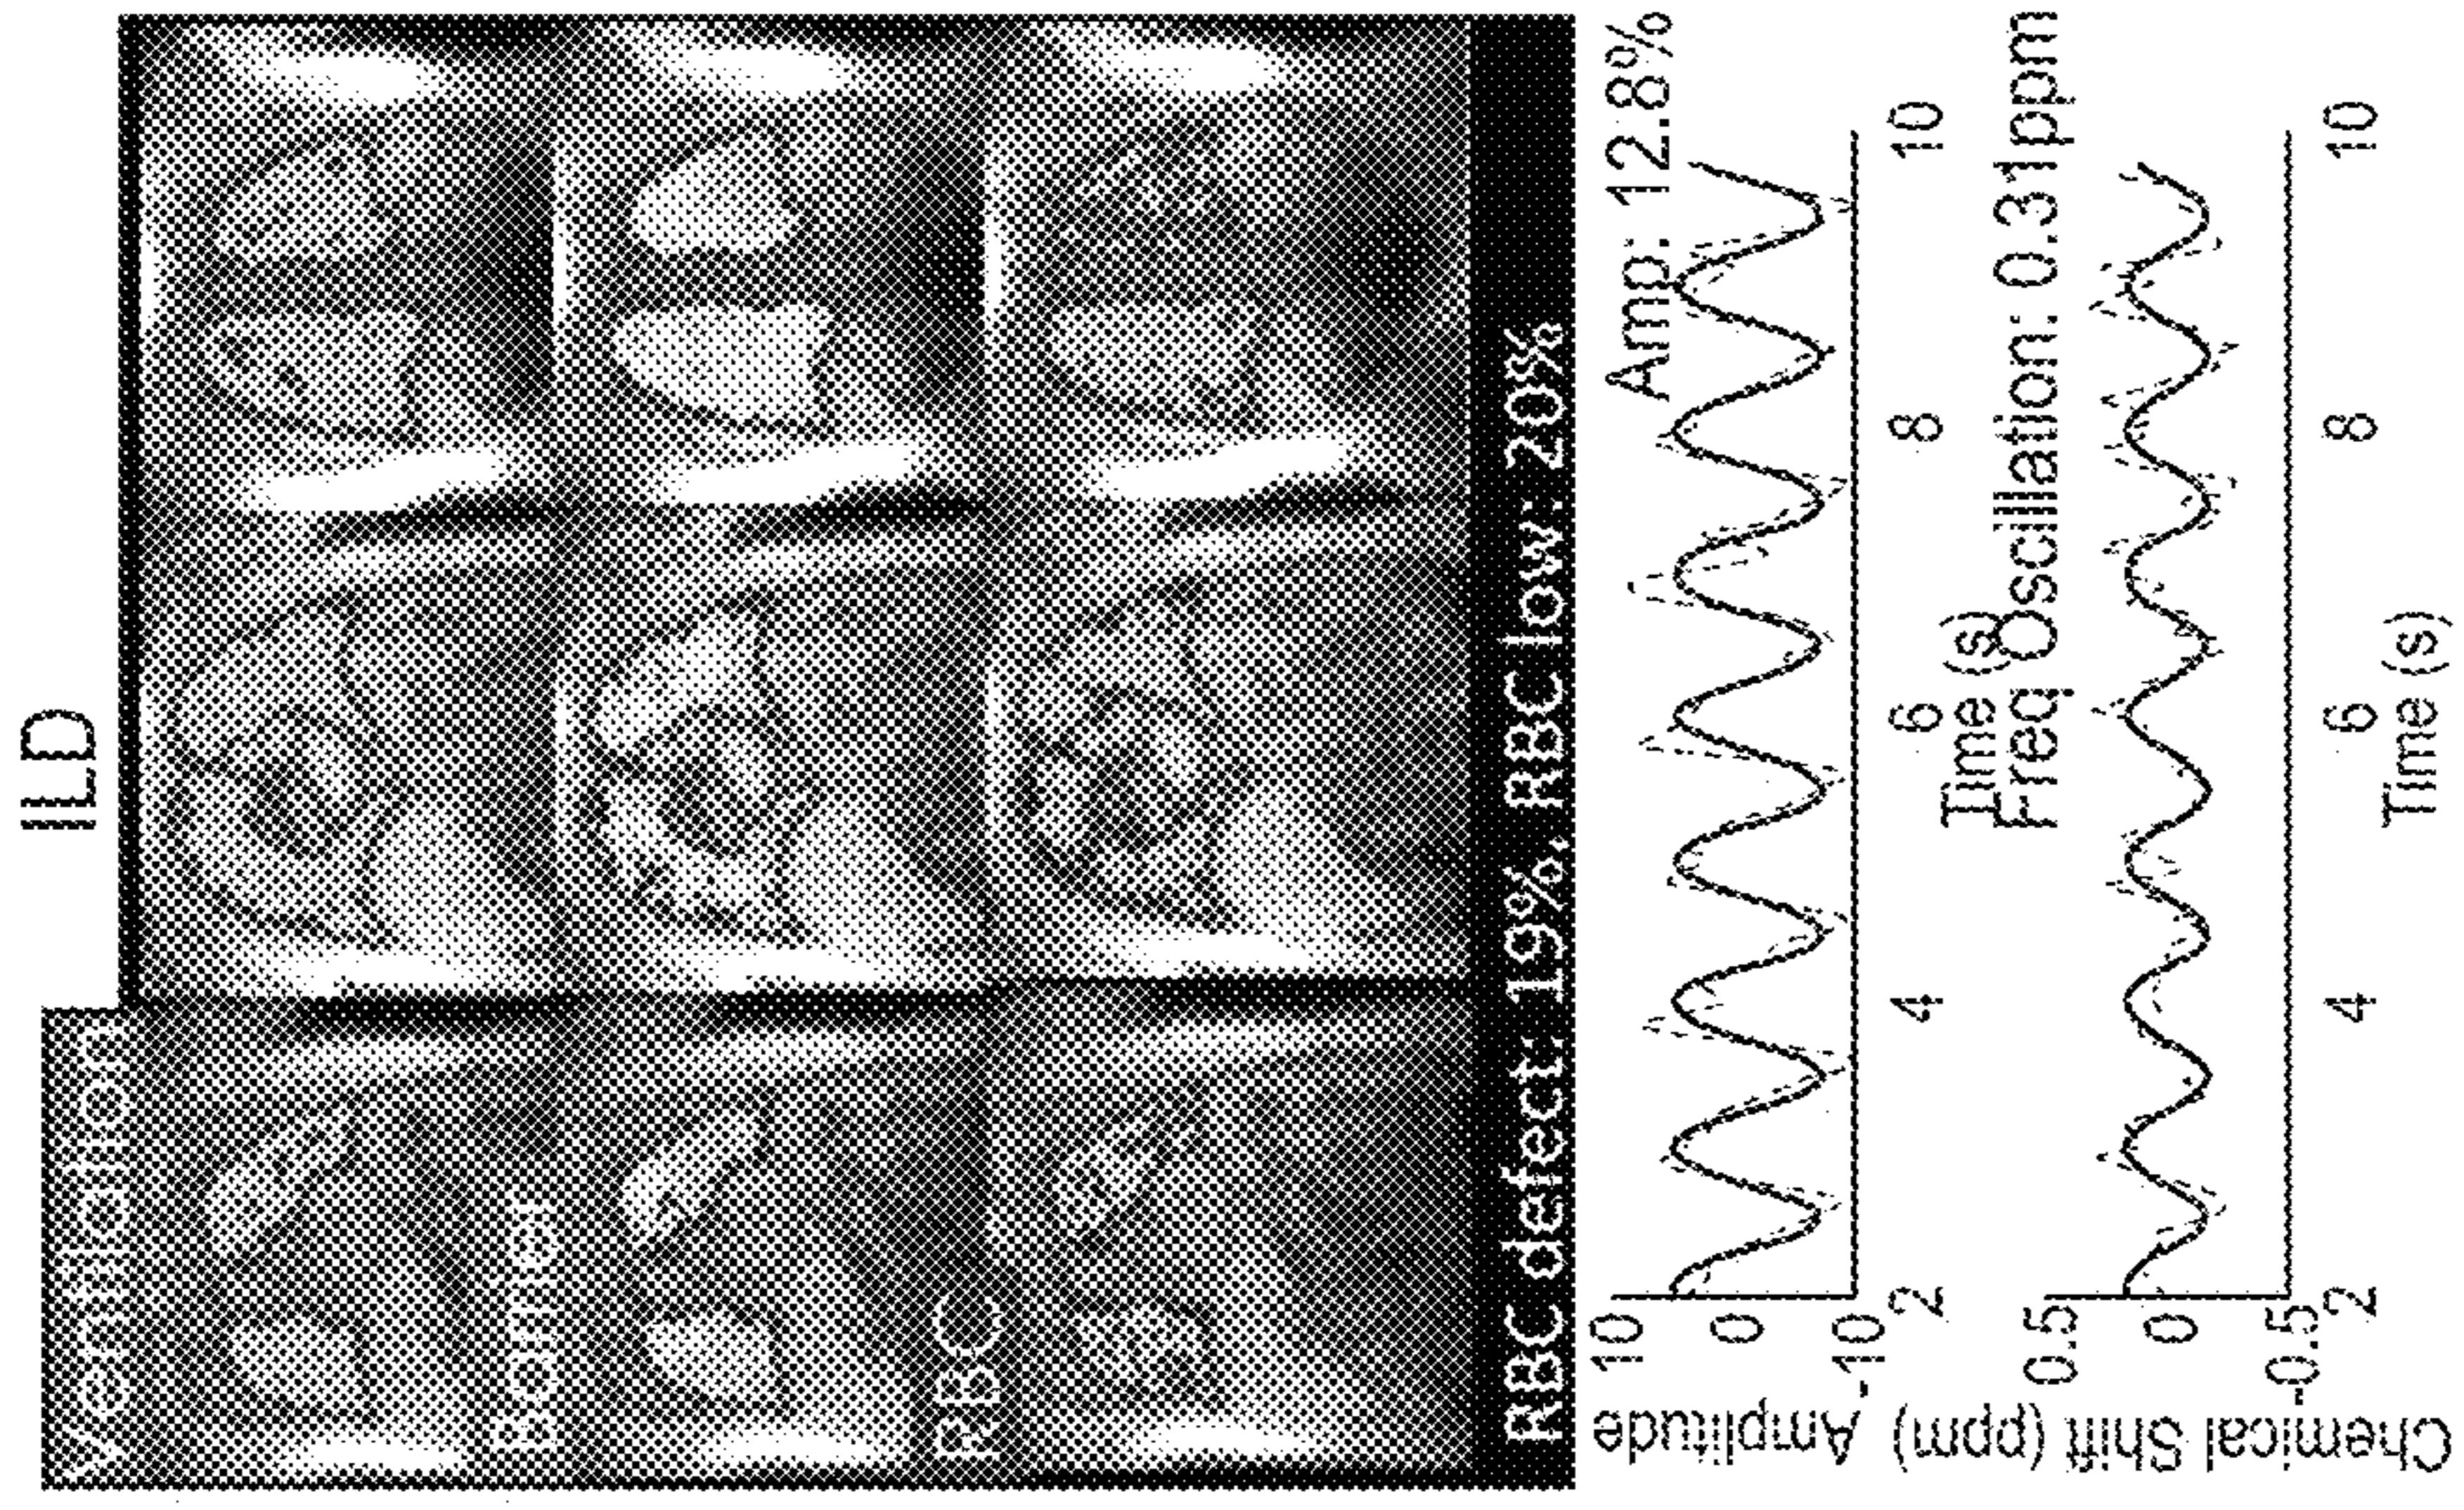 ILD
Ventilation
Barrier
RBC
RBC defect: 19%. RBC low: 20%
Amp: 12.8%
Amplitude
10
0
-10
2
4
6
8
10
Time (s)
Freq Oscillation: 0.31ppm
Chemical Shift (ppm)
0.5
0
-0.5
2
4
6
8
10
Time (s)